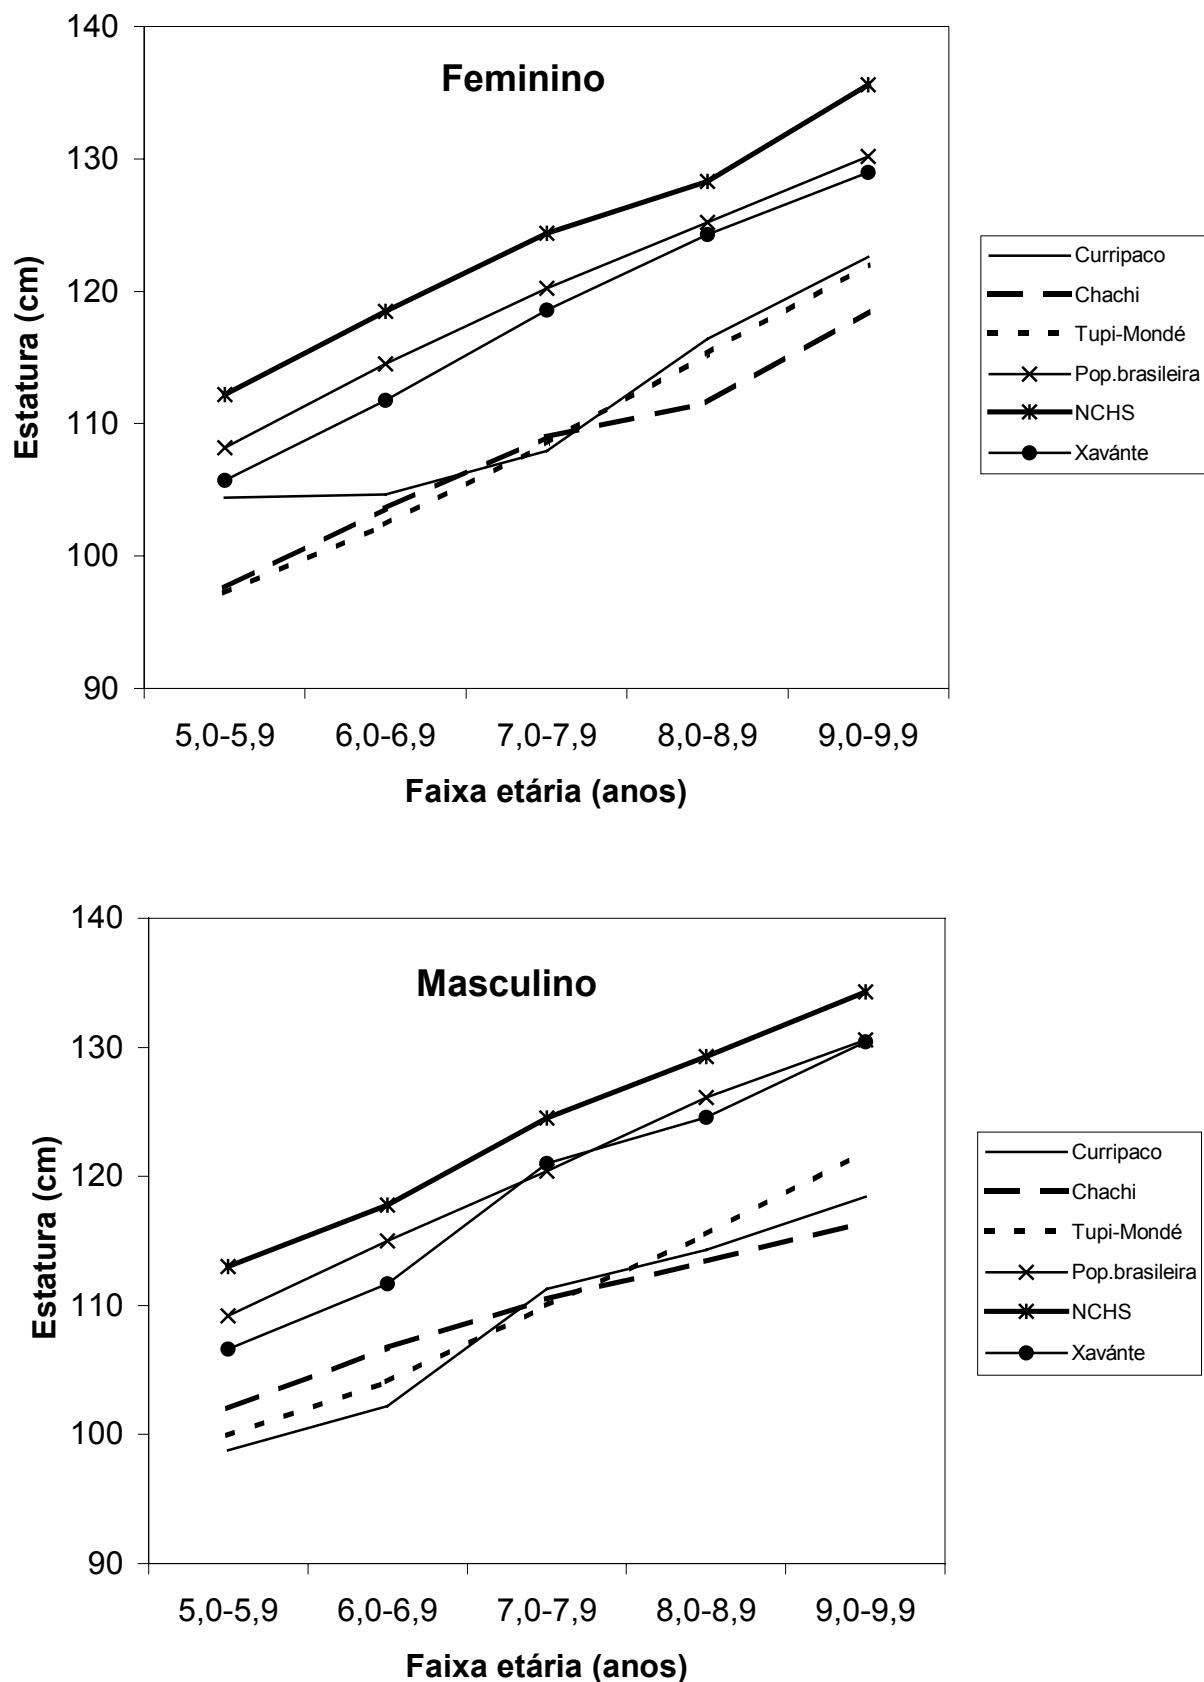 Feminino
Estatura (cm)
140
130
120
110
100
90
5,0-5,9 6,0-6,9 7,0-7,9 8,0-8,9 9,0-9,9
Faixa etária (anos)
Curripaco
Chachi
Tupi-Mondé
Pop.brasileira
NCHS
Xavánte
Masculino
Estatura (cm)
140
130
120
110
100
90
5,0-5,9 6,0-6,9 7,0-7,9 8,0-8,9 9,0-9,9
Faixa etária (anos)
Curripaco
Chachi
Tupi-Mondé
Pop.brasileira
NCHS
Xavánte